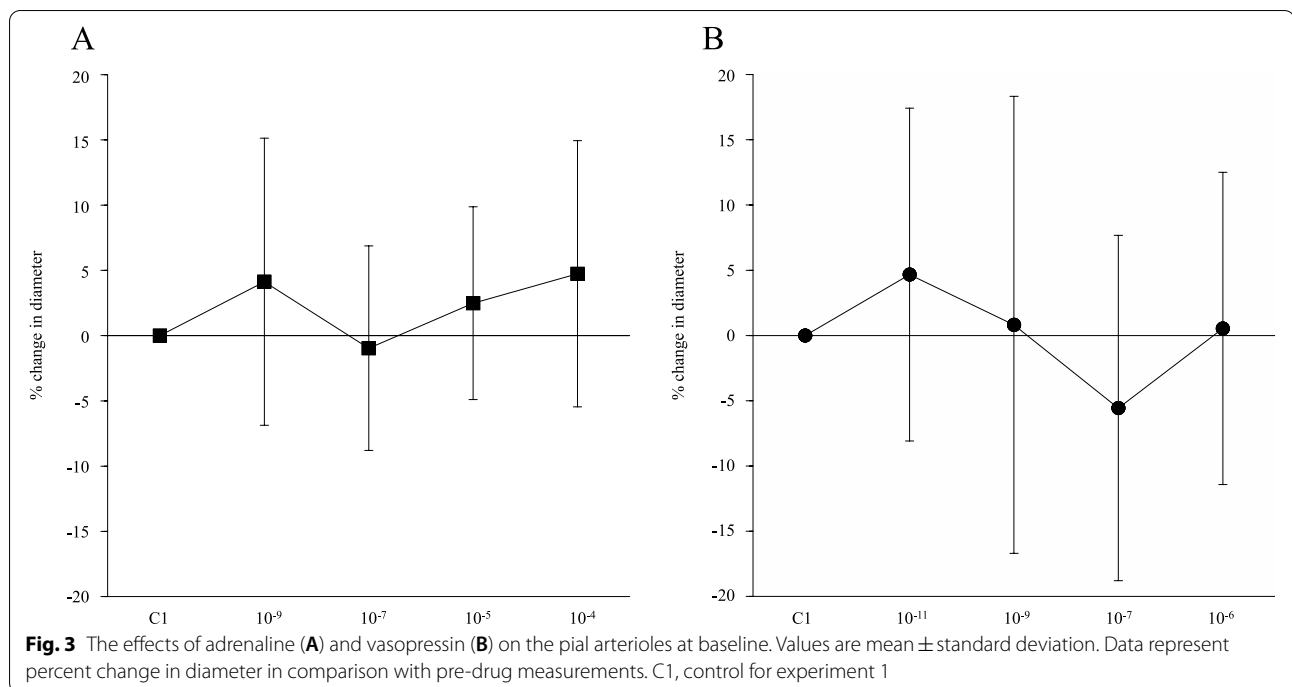 A
20
15
10
5
0
-5
-10
-15
-20
% change in diameter
C1 10⁻⁹ 10⁻⁷ 10⁻⁵ 10⁻⁴
B
20
15
10
5
0
-5
-10
-15
-20
% change in diameter
C1 10⁻¹¹ 10⁻⁹ 10⁻⁷ 10⁻⁶
Fig. 3 The effects of adrenaline (A) and vasopressin (B) on the pial arterioles at baseline. Values are mean ± standard deviation. Data represent
percent change in diameter in comparison with pre-drug measurements. C1, control for experiment 1